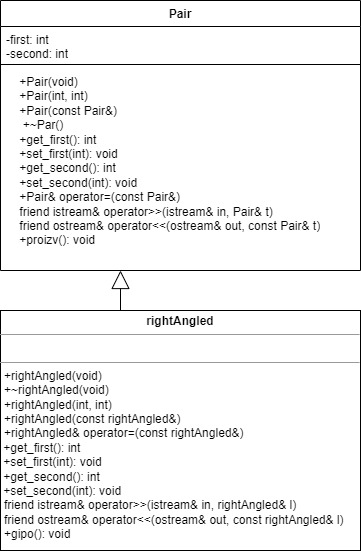 Pair
-first: int
-second: int
+Pair(void)
+Pair(int, int)
+Pair(const Pair&)
+~Par()
+get_first(): int
+set_first(int): void
+get_second(): int
+set_second(int): void
+Pair& operator=(const Pair&)
friend istream& operator>>(istream& in, Pair& t)
friend ostream& operator<<(ostream& out, const Pair& t)
+proizv(): void
rightAngled
+rightAngled(void)
+~rightAngled(void)
+rightAngled(int, int)
+rightAngled(const rightAngled&)
+rightAngled& operator=(const rightAngled&)
+get_first(): int
+set_first(int): void
+get_second(): int
+set_second(int): void
friend istream& operator>>(istream& in, rightAngled& l)
friend ostream& operator<<(ostream& out, const rightAngled& l)
+gipo(): void